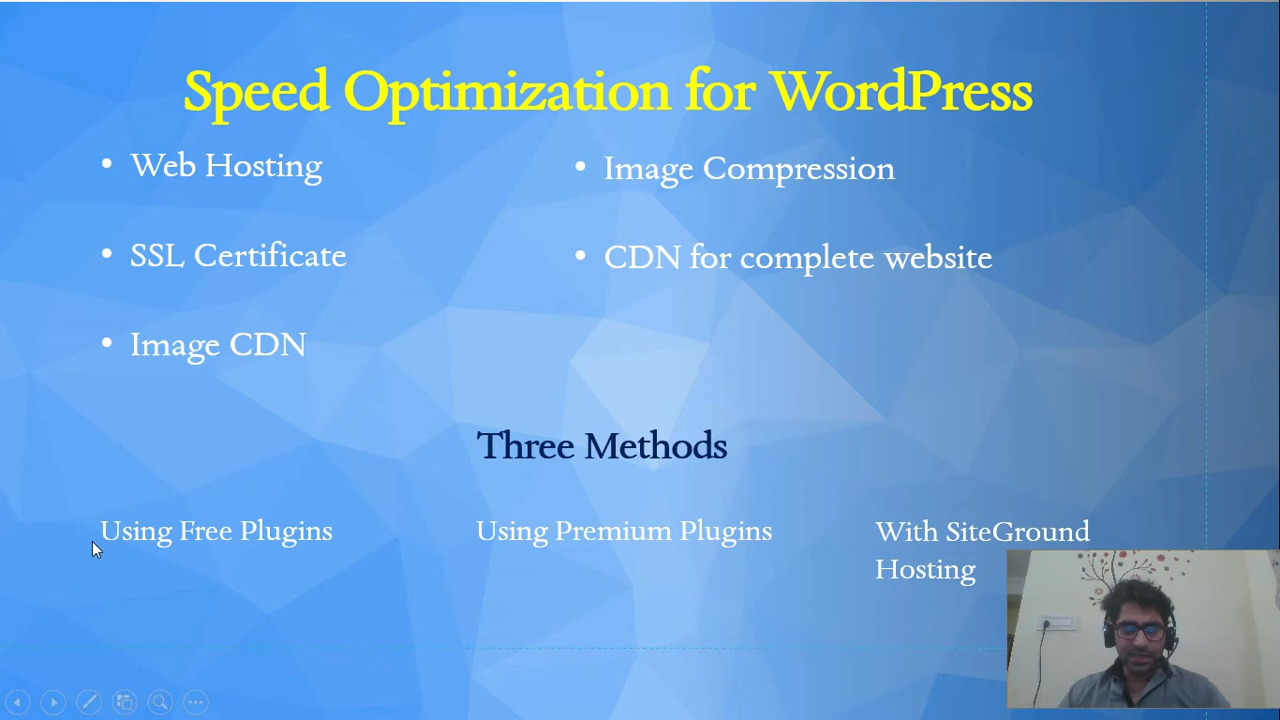 Speed Optimization for WordPress
• Web Hosting
• SSL Certificate
• Image CDN
• Image Compression
• CDN for complete website
Three Methods
Using Free Plugins
Using Premium Plugins
With SiteGround
Hosting